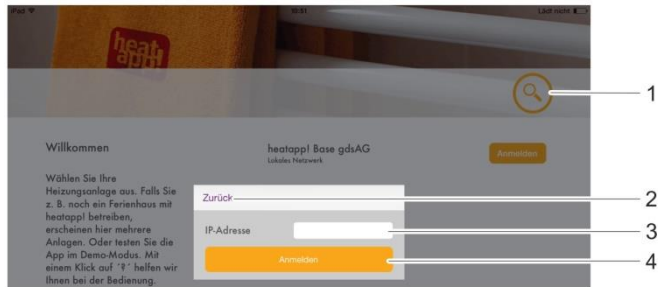 iPad
10:51
Lädt nicht
heat
app!
1
Willkommen
heatapp! Base gdsAG
Lokales Netzwerk
Anmelden
Wählen Sie Ihre
Heizungsanlage aus. Falls Sie
z. B. noch ein Ferienhaus mit
heatapp! betreiben,
erscheinen hier mehrere
Anlagen. Oder testen Sie die
App im Demo-Modus. Mit
einem Klick auf ´?´ helfen wir
Ihnen bei der Bedienung.
Zurück
2
IP-Adresse
3
Anmelden
4